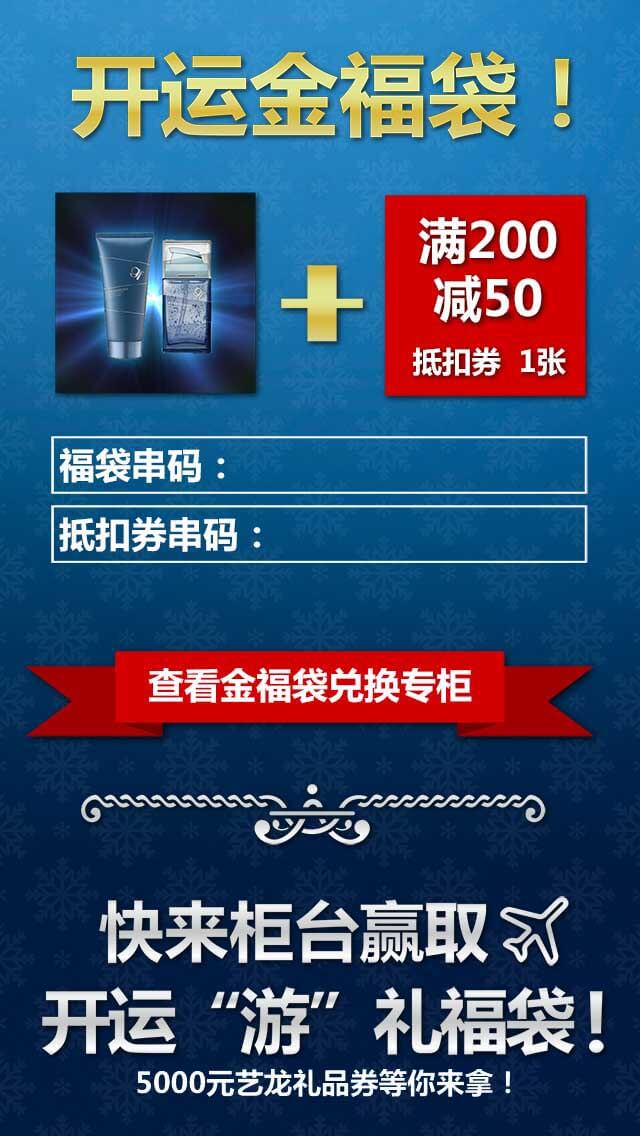 开运金福袋！
满200
减50
抵扣券 1张
福袋串码：
抵扣券串码：
查看金福袋兑换专柜
快来柜台赢取
开运“游”礼福袋！
5000元艺龙礼品券等你来拿！